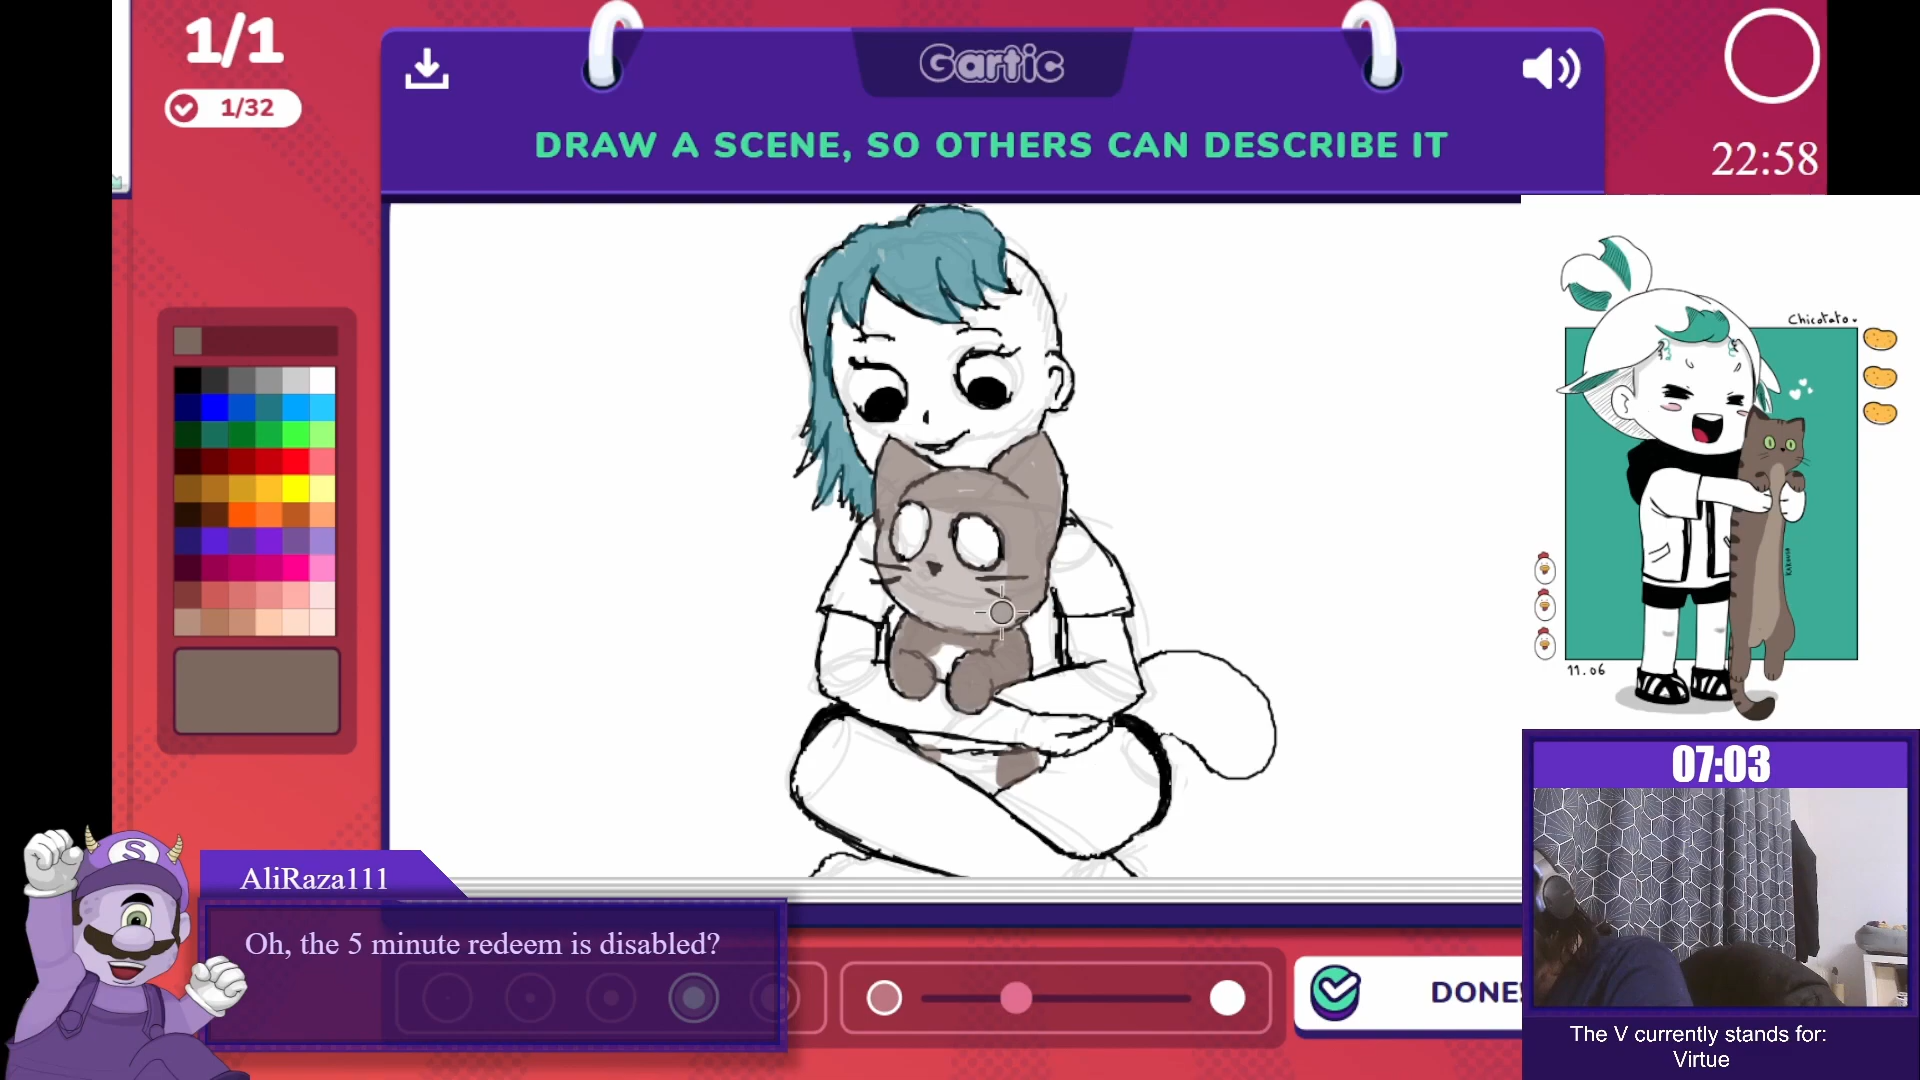 1/1
1/32
Gartic
DRAW A SCENE, SO OTHERS CAN DESCRIBE IT
22:58
Chicotato.
11.06
07:03
S
AliRaza111
Oh, the 5 minute redeem is disabled?
DONE!
The V currently stands for:
Virtue